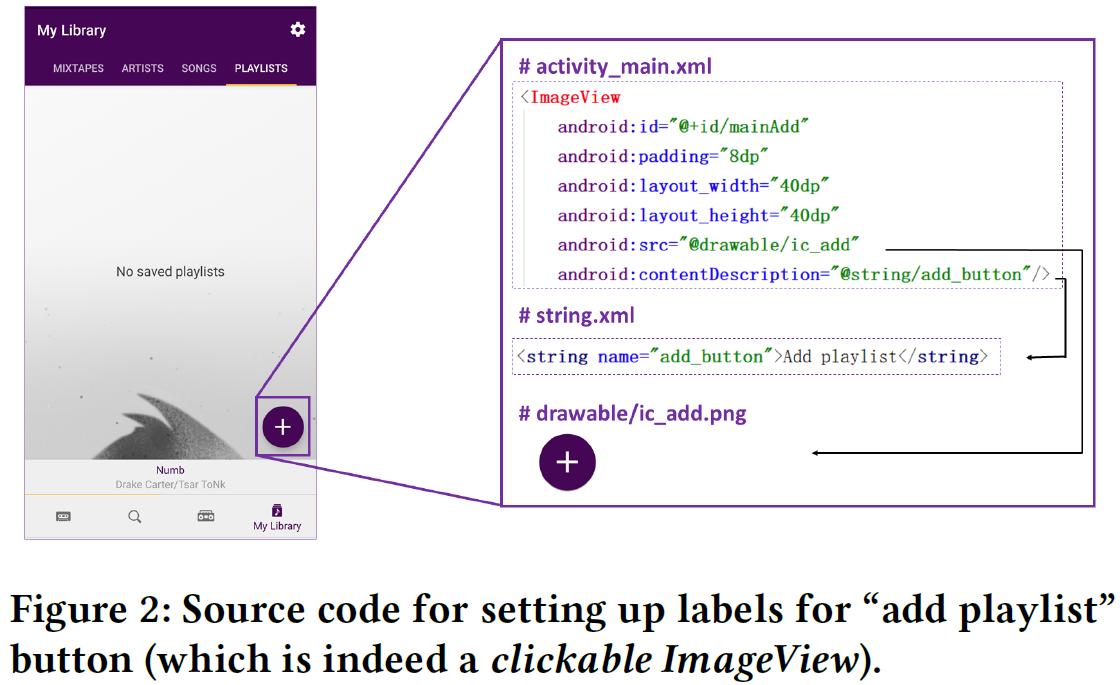 My Library
MIXTAPES ARTISTS SONGS PLAYLISTS
No saved playlists
Numb
Drake Carter/Tsar ToNk
My Library
# activity_main.xml
<ImageView
android:id="@+id/mainAdd"
android:padding="8dp"
android:layout_width="40dp"
android:layout_height="40dp"
android:src="@drawable/ic_add"
android:contentDescription="@string/add_button"/>
# string.xml
<string name="add_button">Add playlist</string>
# drawable/ic_add.png
Figure 2: Source code for setting up labels for “add playlist”
button (which is indeed a clickable ImageView).